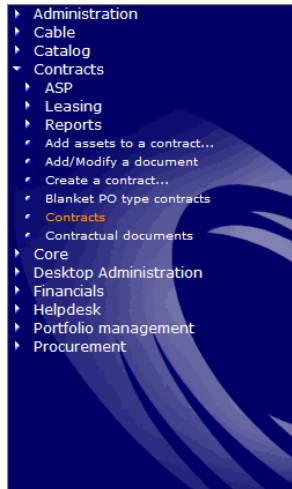 Administration
Cable
Catalog
Contracts
ASP
Leasing
Reports
Add assets to a contract...
Add/Modify a document
Create a contract...
Blanket PO type contracts
Contracts
Contractual documents
Core
Desktop Administration
Financials
Helpdesk
Portfolio management
Procurement